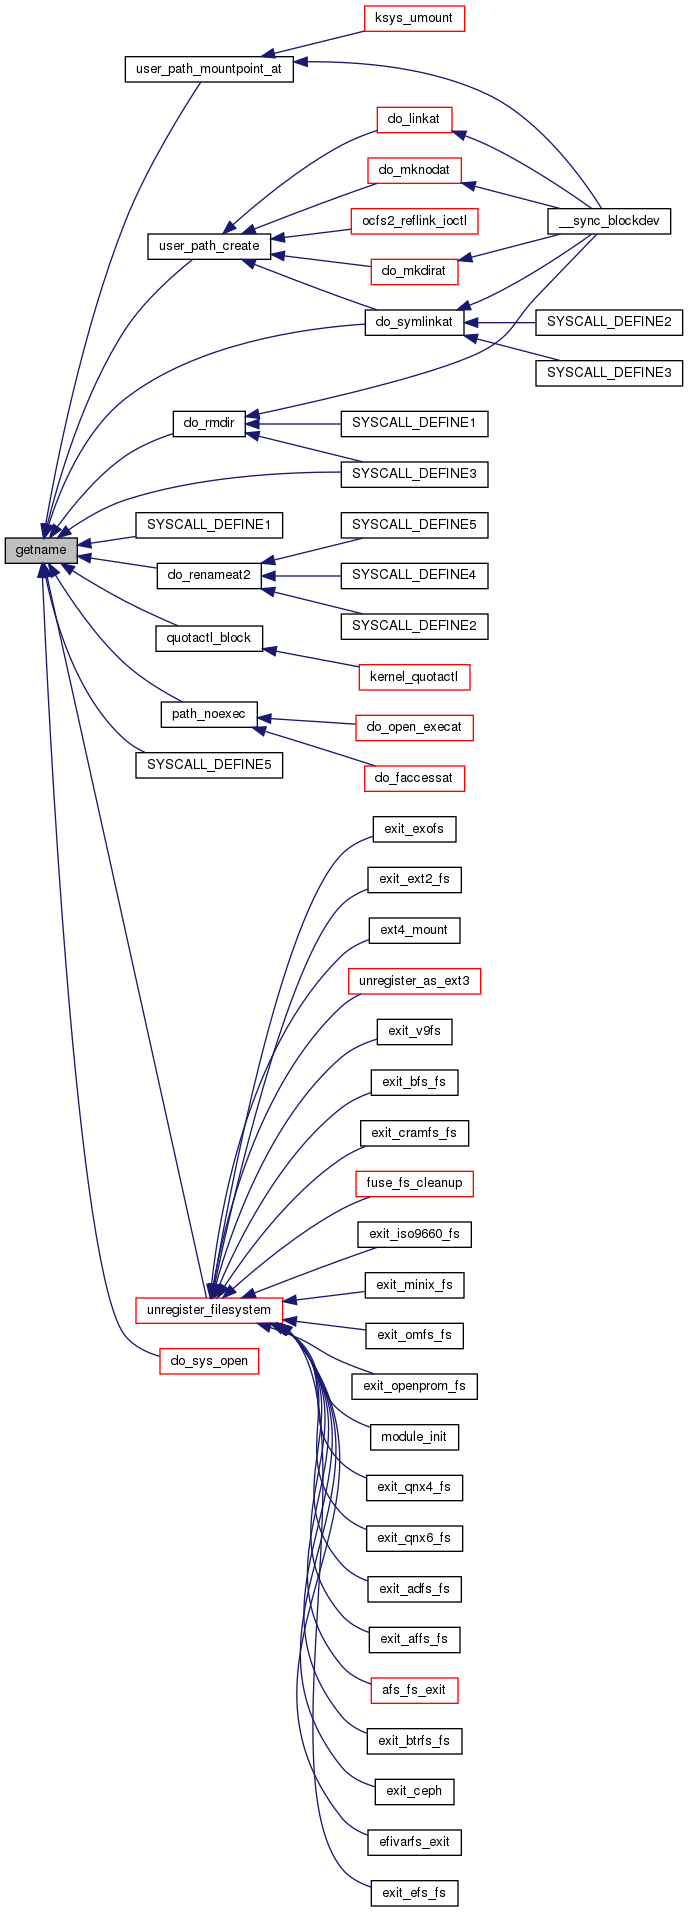 ksys_umount
user_path_mountpoint_at
do_linkat
do_mknodat
ocfs2_reflink_ioctl
__sync_blockdev
user_path_create
do_mkdirat
do_symlinkat
SYSCALL_DEFINE2
SYSCALL_DEFINE3
do_rmdir
SYSCALL_DEFINE1
SYSCALL_DEFINE3
getname
SYSCALL_DEFINE1
SYSCALL_DEFINE5
do_renameat2
SYSCALL_DEFINE4
SYSCALL_DEFINE2
quotactl_block
kernel_quotactl
path_noexec
do_open_execat
SYSCALL_DEFINE5
do_faccessat
exit_exofs
exit_ext2_fs
ext4_mount
unregister_as_ext3
exit_v9fs
exit_bfs_fs
exit_cramfs_fs
fuse_fs_cleanup
exit_iso9660_fs
exit_minix_fs
unregister_filesystem
exit_omfs_fs
do_sys_open
exit_openprom_fs
module_init
exit_qnx4_fs
exit_qnx6_fs
exit_adfs_fs
exit_affs_fs
afs_fs_exit
exit_btrfs_fs
exit_ceph
efivarfs_exit
exit_efs_fs